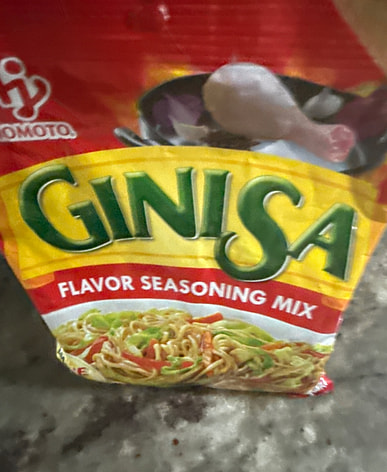 OMOTO.
GINISA
FLAVOR SEASONING MIX